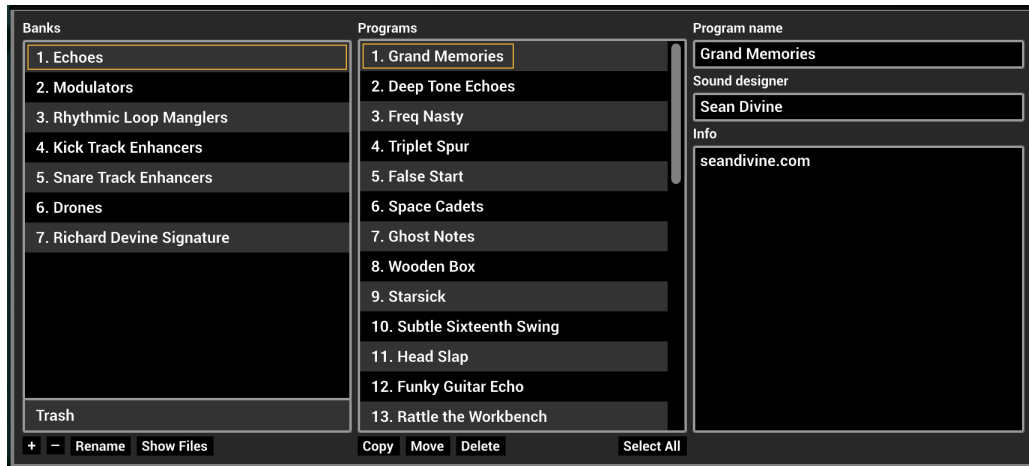 Banks
1. Echoes
2. Modulators
3. Rhythmic Loop Manglers
4. Kick Track Enhancers
5. Snare Track Enhancers
6. Drones
7. Richard Devine Signature
Trash
+ − Rename Show Files
Programs
1. Grand Memories
2. Deep Tone Echoes
3. Freq Nasty
4. Triplet Spur
5. False Start
6. Space Cadets
7. Ghost Notes
8. Wooden Box
9. Starsick
10. Subtle Sixteenth Swing
11. Head Slap
12. Funky Guitar Echo
13. Rattle the Workbench
Copy Move Delete Select All
Program name
Grand Memories
Sound designer
Sean Divine
Info
seandivine.com